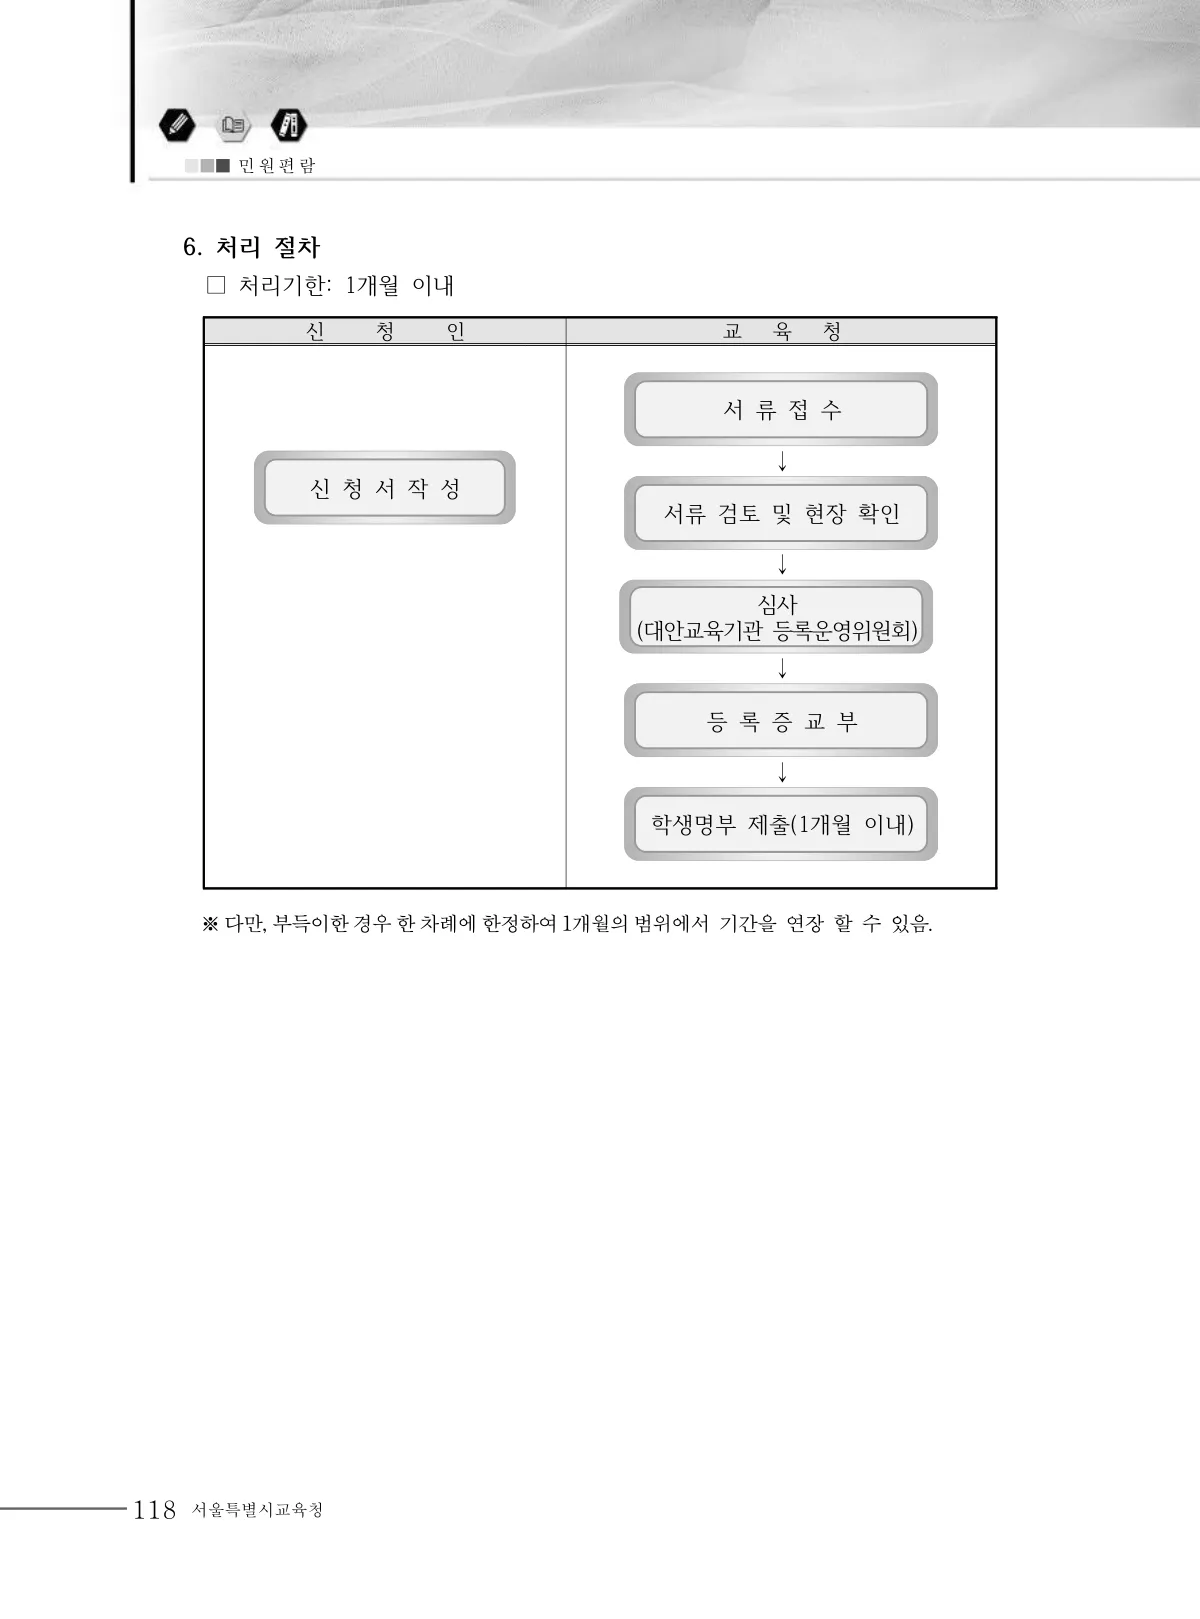 민원편람
6. 처리 절차
□ 처리기한: 1개월 이내
신 청 인
교 육 청
신 청 서 작 성
서 류 접 수
↓
서류 검토 및 현장 확인
↓
심사
(대안교육기관 등록운영위원회)
↓
등 록 증 교 부
↓
학생명부 제출(1개월 이내)
※ 다만, 부득이한 경우 한 차례에 한정하여 1개월의 범위에서 기간을 연장 할 수 있음.
118 서울특별시교육청